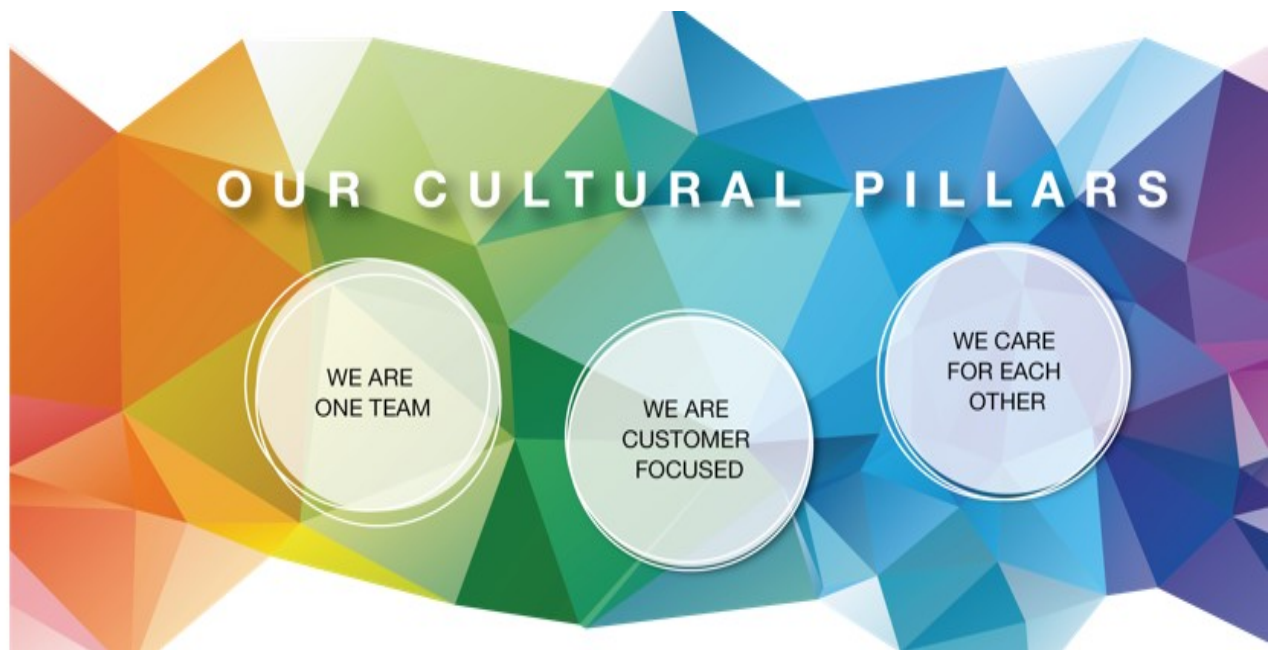 OUR CULTURAL PILLARS
WE ARE
ONE TEAM
WE ARE
CUSTOMER
FOCUSED
WE CARE
FOR EACH
OTHER